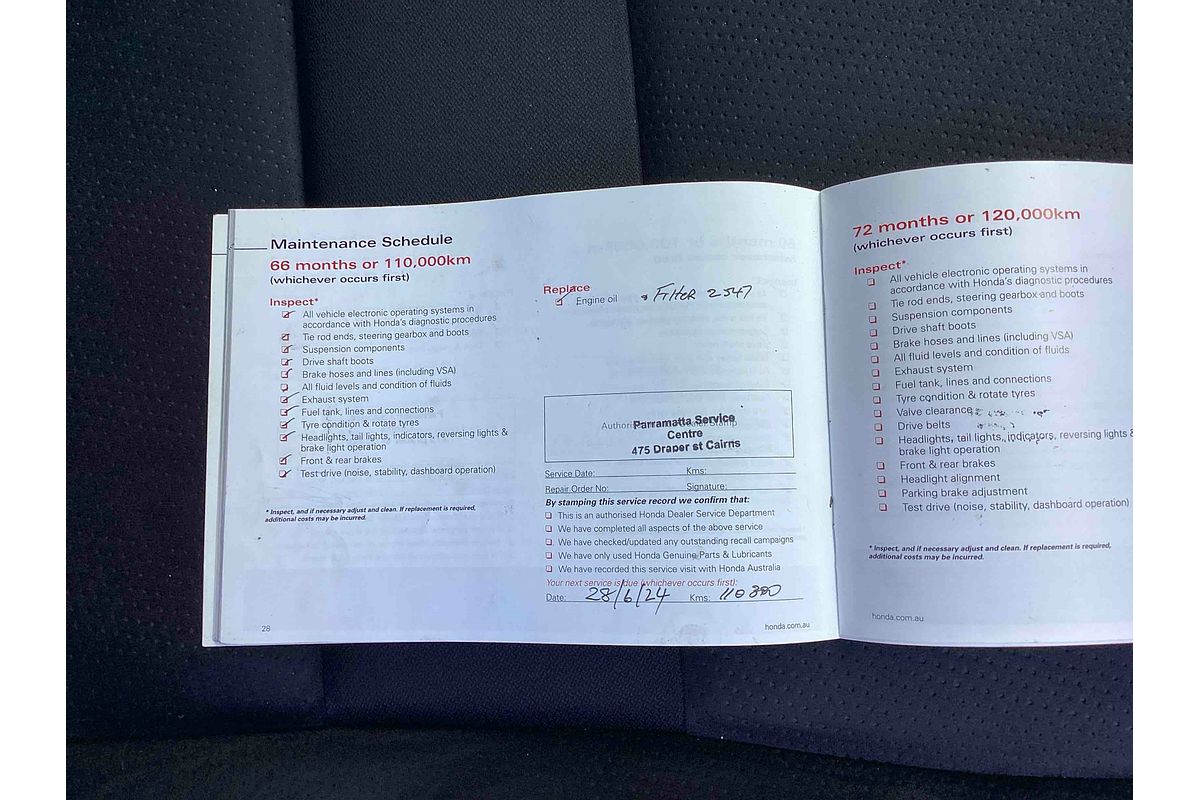 Maintenance Schedule
66 months or 110,000km
(whichever occurs first)
Inspect*
All vehicle electronic operating systems in
accordance with Honda's diagnostic procedures
Tie rod ends, steering gearbox and boots
Suspension components
Drive shaft boots
Brake hoses and lines (including VSA)
All fluid levels and condition of fluids
Exhaust system
Fuel tank, lines and connections
Tyre condition & rotate tyres
Headlights, tail lights, indicators, reversing lights &
brake light operation
Front & rear brakes
Test drive (noise, stability, dashboard operation)
* Inspect, and if necessary adjust and clean. If replacement is required,
additional costs may be incurred.
28
Replace
Engine oil
Filter 2547
Parramatta Service
Centre
475 Draper st Cairns
Service Date: Kms:
Repair Order No: Signature:
By stamping this service record we confirm that:
This is an authorised Honda Dealer Service Department
We have completed all aspects of the above service
We have checked/updated any outstanding recall campaigns
We have only used Honda Genuine Parts & Lubricants
We have recorded this service visit with Honda Australia
Your next service is due (whichever occurs first):
Date: 28/6/24 Kms:
honda.com.au
72 months or 120,000km
(whichever occurs first)
Inspect*
All vehicle electronic operating systems in
accordance with Honda's diagnostic procedures
Tie rod ends, steering gearbox and boots
Suspension components
Drive shaft boots
Brake hoses and lines (including VSA)
All fluid levels and condition of fluids
Exhaust system
Fuel tank, lines and connections
Tyre condition & rotate tyres
Valve clearance
Drive belts
Headlights, tail lights, indicators, reversing lights &
brake light operation
Front & rear brakes
Headlight alignment
Parking brake adjustment
Test drive (noise, stability, dashboard operation)
* Inspect, and if necessary adjust and clean. If replacement is required,
additional costs may be incurred.
honda.com.au